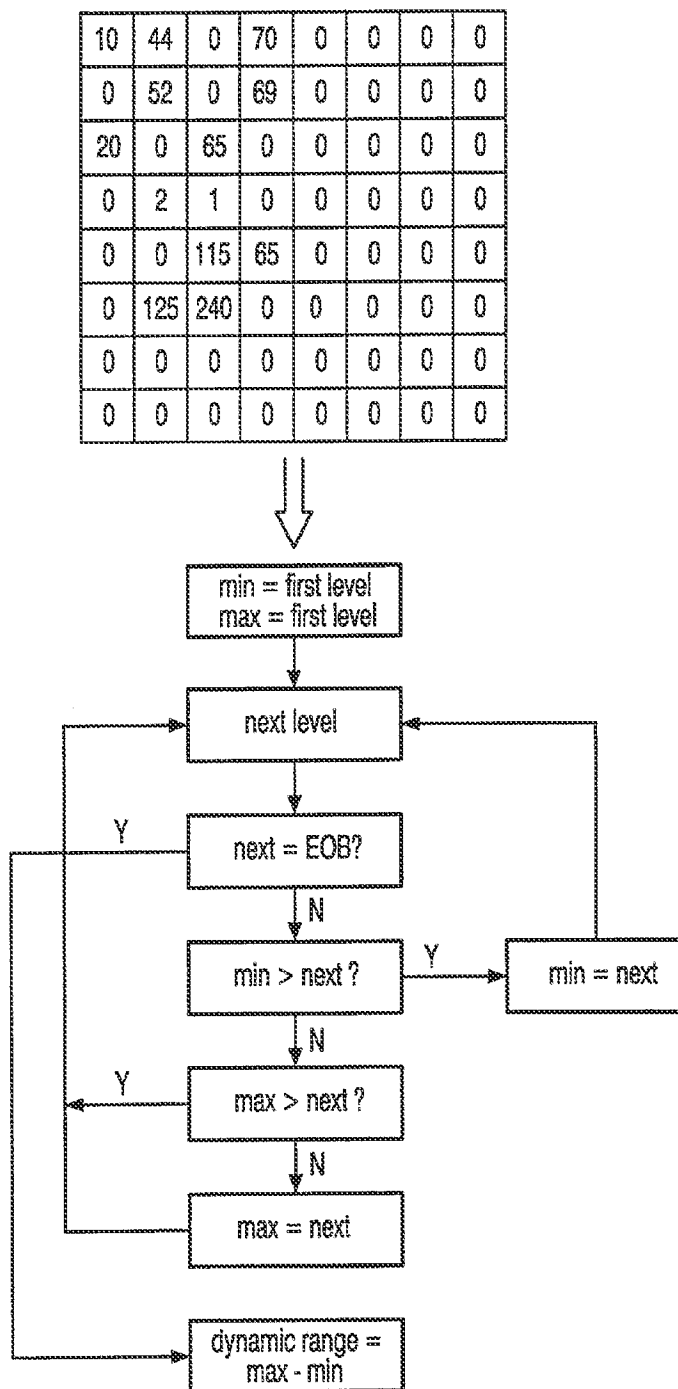 10 44 0 70 0 0 0 0
0 52 0 69 0 0 0 0
20 0 65 0 0 0 0 0
0 2 1 0 0 0 0 0
0 0 115 65 0 0 0 0
0 125 240 0 0 0 0 0
0 0 0 0 0 0 0 0
0 0 0 0 0 0 0 0
min = first level
max = first level
next level
Y
next = EOB?
N
min > next ?
Y
min = next
N
Y
max > next ?
N
max = next
dynamic range =
max - min